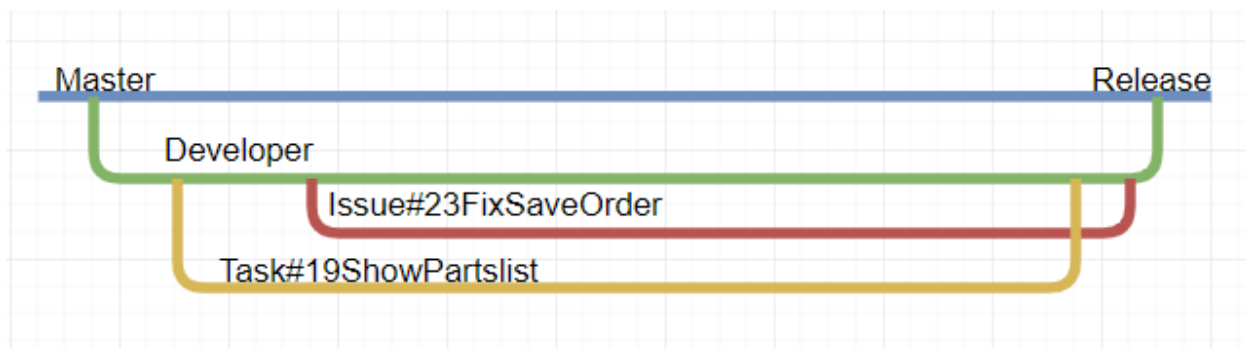 Master
Release
Developer
Issue#23FixSaveOrder
Task#19ShowPartslist